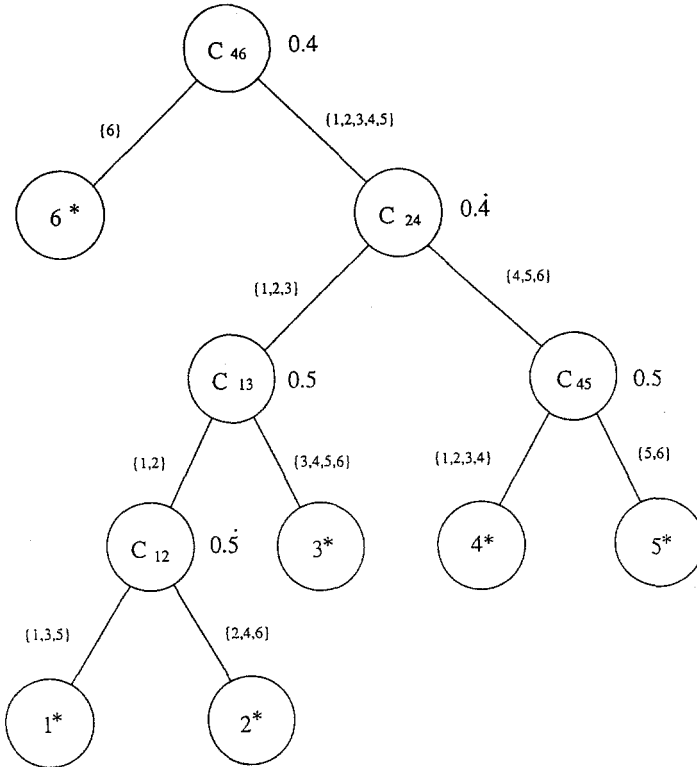 C 46 0.4
{6} {1,2,3,4,5}
6 * C 24 0.4̇
{1,2,3} {4,5,6}
C 13 0.5 C 45 0.5
{1,2} {3,4,5,6} {1,2,3,4} {5,6}
C 12 0.5̇ 3* 4* 5*
{1,3,5} {2,4,6}
1* 2*